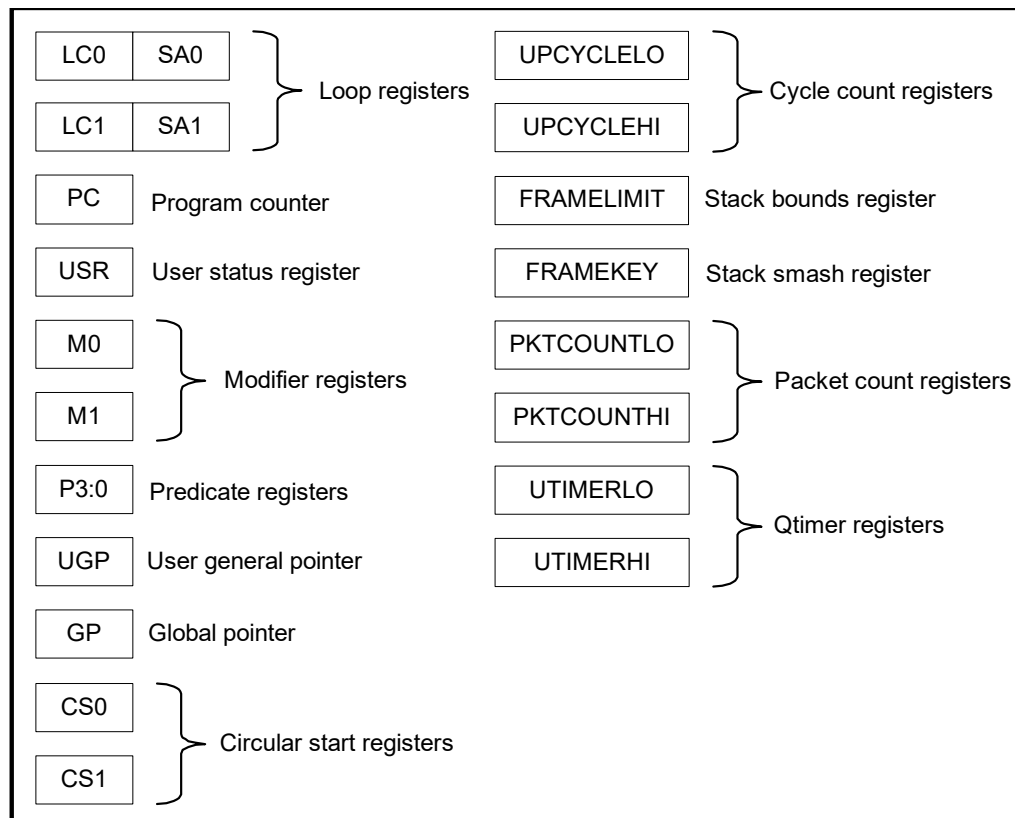 LC0 SA0
Loop registers
LC1 SA1
PC Program counter
USR User status register
M0
Modifier registers
M1
P3:0 Predicate registers
UGP User general pointer
GP Global pointer
CS0
Circular start registers
CS1
UPCYCLELO
Cycle count registers
UPCYCLEHI
FRAMELIMIT Stack bounds register
FRAMEKEY Stack smash register
PKTCOUNTLO
Packet count registers
PKTCOUNTHI
UTIMERLO
Qtimer registers
UTIMERHI